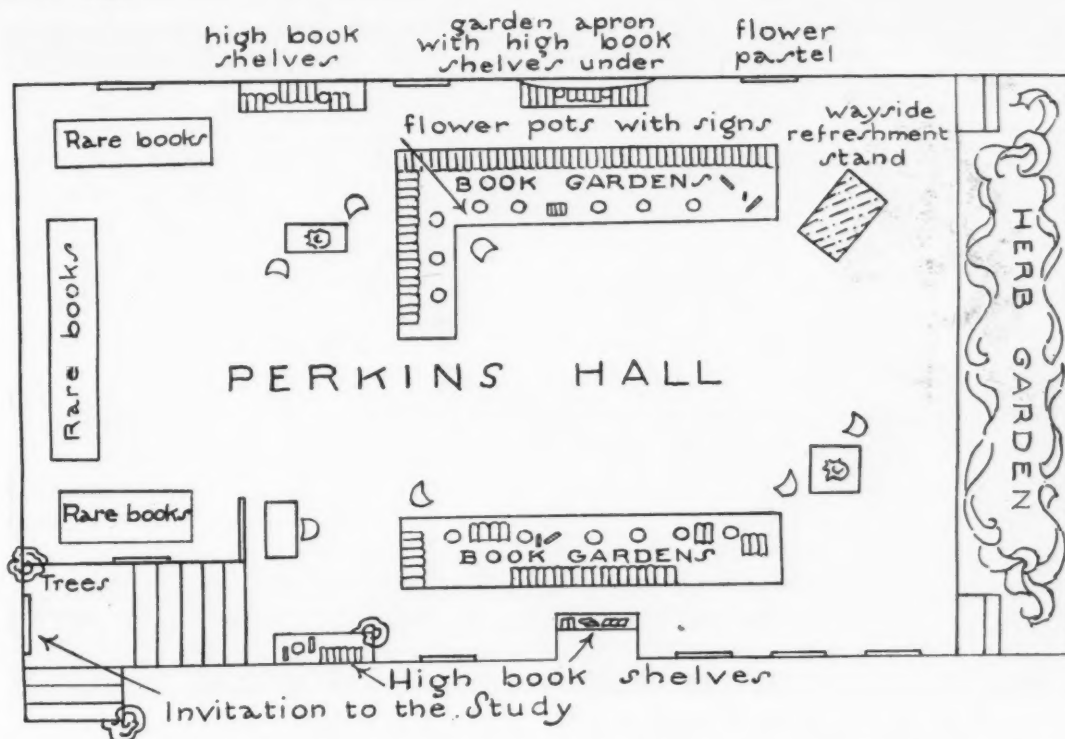 high book
shelves
garden apron
with high book
shelves under
flower
pastel
flower pots with signs
wayside
refreshment
stand
Rare books
BOOK GARDENS
Rare books
HERB GARDEN
PERKINS HALL
Rare books
BOOK GARDENS
Trees
High book shelves
Invitation to the Study